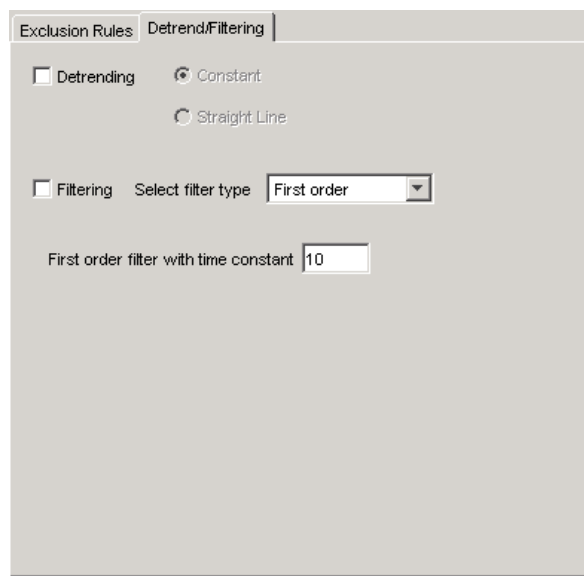 Exclusion Rules Detrend/Filtering
Detrending Constant
Straight Line
Filtering Select filter type First order
First order filter with time constant 10